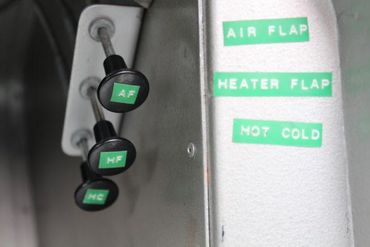 AIR FLAP
HEATER FLAP
HOT COLD
AF
HF
HC